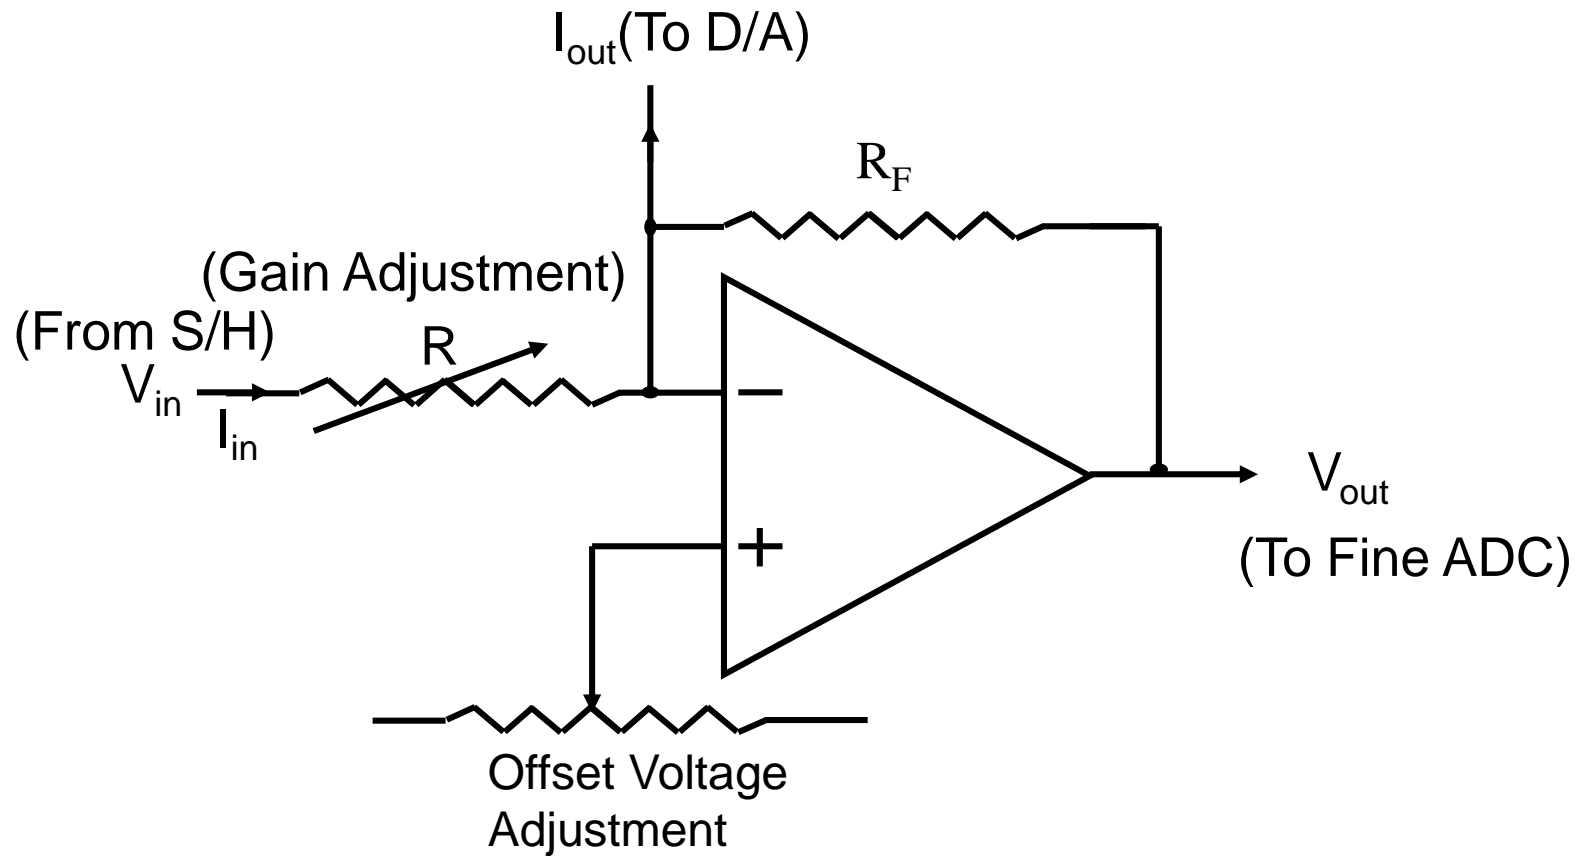 I_out(To D/A)
R_F
(Gain Adjustment)
(From S/H)
R
V_in
I_in
−
+
V_out
(To Fine ADC)
Offset Voltage
Adjustment